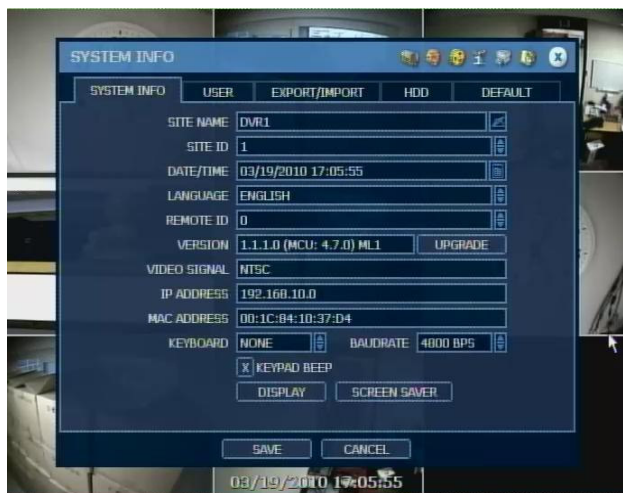 SYSTEM INFO
SYSTEM INFO USER EXPORT/IMPORT HDD DEFAULT
SITE NAME DVR1
SITE ID 1
DATE/TIME 03/19/2010 17:05:55
LANGUAGE ENGLISH
REMOTE ID 0
VERSION 1.1.1.0 (MCU: 4.7.0) ML1 UPGRADE
VIDEO SIGNAL NTSC
IP ADDRESS 192.168.10.0
MAC ADDRESS 00:1C:84:10:37:D4
KEYBOARD NONE BAUDRATE 4800 BPS
X KEYPAD BEEP
DISPLAY SCREEN SAVER
SAVE CANCEL
03/19/2010 17:05:55